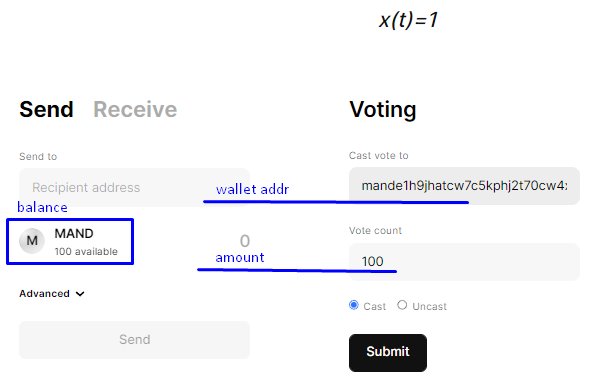 x(t)=1
Send Receive
Send to
Recipient address
balance
M MAND
100 available
0
Advanced
Send
wallet addr
amount
Voting
Cast vote to
mande1h9jhatcw7c5kphj2t70cw4x
Vote count
100
Cast Uncast
Submit